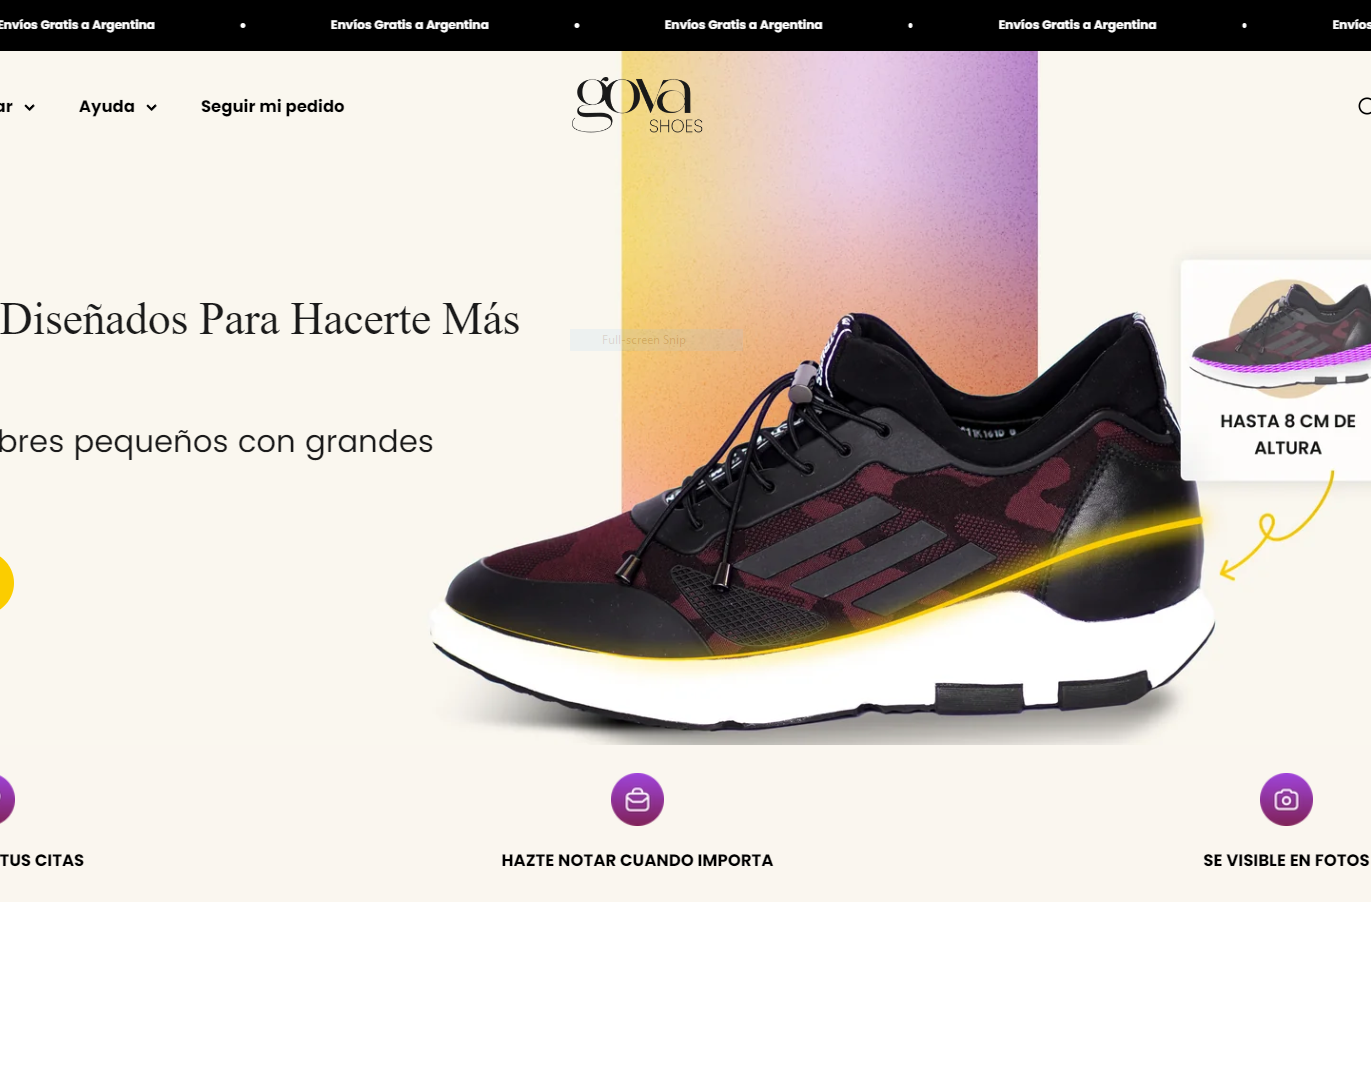 Envíos Gratis a Argentina • Envíos Gratis a Argentina • Envíos Gratis a Argentina • Envíos Gratis a Argentina • Envíos
Ayuda
Seguir mi pedido
gova
SHOES
Diseñados Para Hacerte Más
Full-screen Snip
pequeños con grandes
HASTA 8 CM DE
ALTURA
TUS CITAS
HAZTE NOTAR CUANDO IMPORTA
SE VISIBLE EN FOTOS